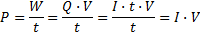 P = W/t = Q · V/t = I · t · V/t = I · V